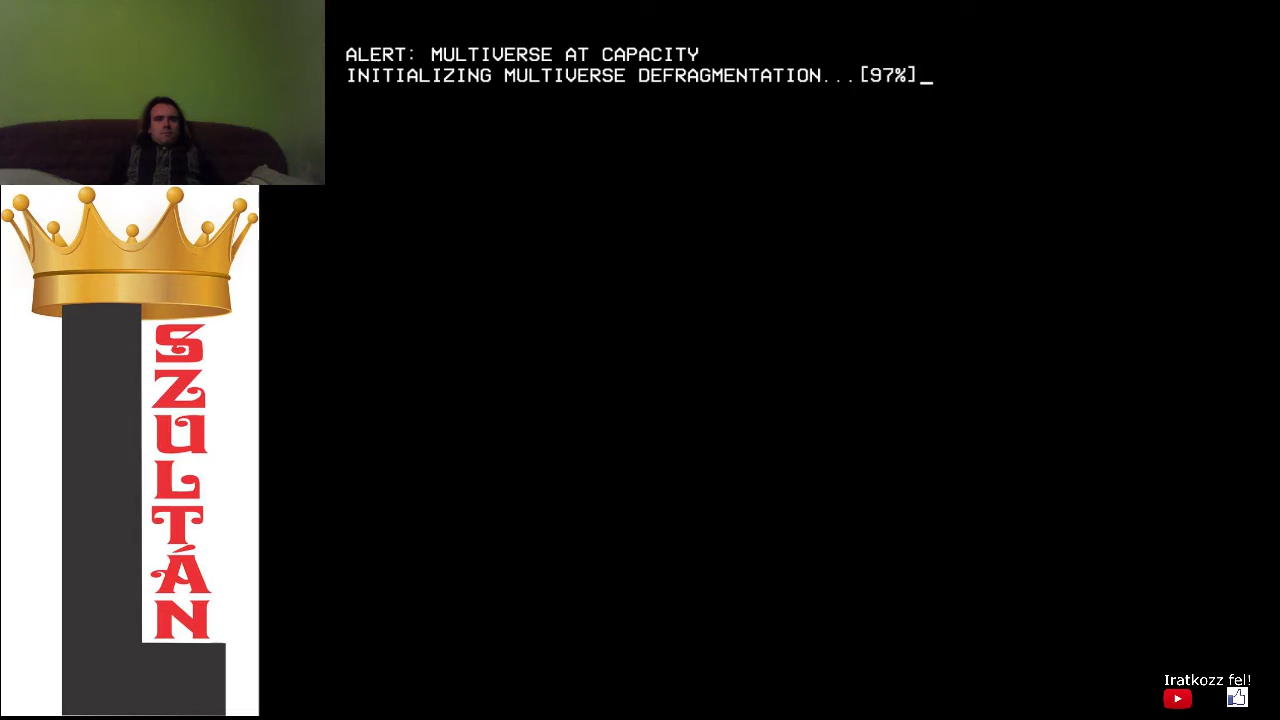 ALERT: MULTIVERSE AT CAPACITY
INITIALIZING MULTIVERSE DEFRAGMENTATION...[97%]_
SZULTÁN
Iratkozz fel!